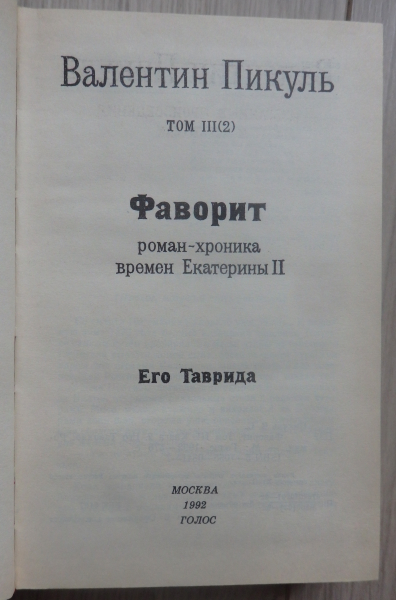 Валентин Пикуль
ТОМ III(2)
Фаворит
роман-хроника
времен Екатерины II
Его Таврида
МОСКВА
1992
ГОЛОС